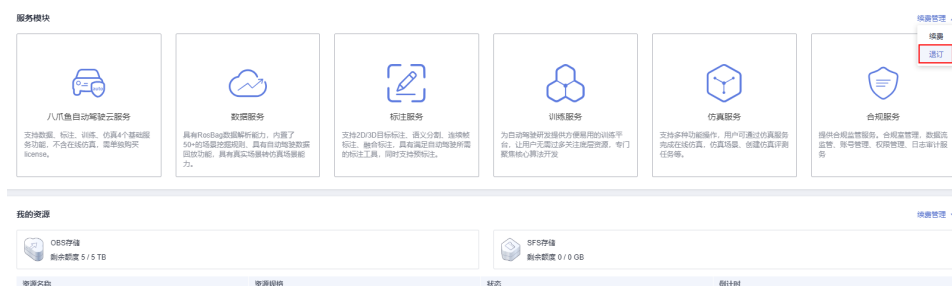 服务模块
续费管理
续费
退订
八爪鱼自动驾驶云服务
支持数据、标注、训练、仿真4个基础服
务功能，不含在线仿真，需单独购买
license。
数据服务
具有RosBag数据解析能力，内置了
50+的场景挖掘规则，具有自动驾驶数据
回放功能，具有真实场景转仿真场景能
力。
标注服务
支持2D/3D目标标注、语义分割、连续帧
标注、融合标注，具有满足自动驾驶所需
的标注工具，同时支持预标注。
训练服务
为自动驾驶研发提供方便易用的训练平
台，让用户无需过多关注底层资源，专门
聚焦核心算法开发
仿真服务
支持多种功能操作，用户可通过仿真服务
完成在线仿真，仿真场景，创建仿真评测
任务等。
合规服务
提供合规监管服务。合规室管理，数据流
监管、账号管理、权限管理、日志审计服
务
我的资源
续费管理
OBS存储
剩余额度 5 / 5 TB
SFS存储
剩余额度 0 / 0 GB
资源名称
资源规格
状态
倒计时